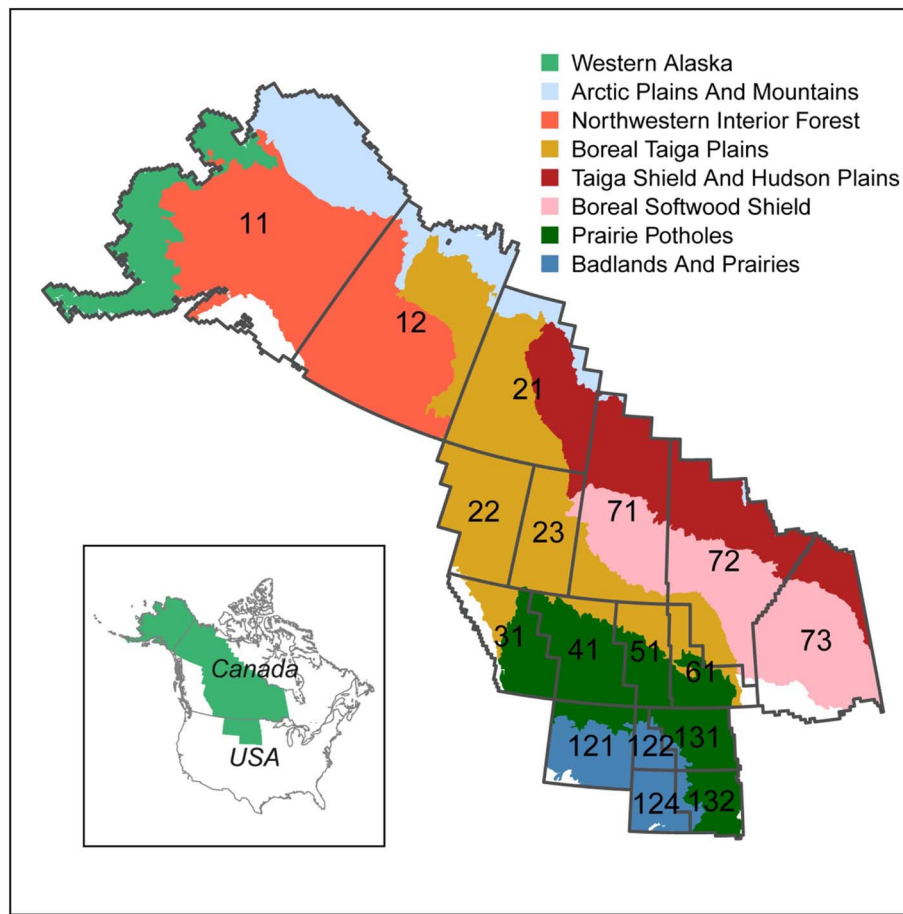 Western Alaska
Arctic Plains And Mountains
Northwestern Interior Forest
Boreal Taiga Plains
Taiga Shield And Hudson Plains
Boreal Softwood Shield
Prairie Potholes
Badlands And Prairies
11
12
21
22
23
71
72
73
31
41
51
61
121
122
131
124
132
Canada
USA